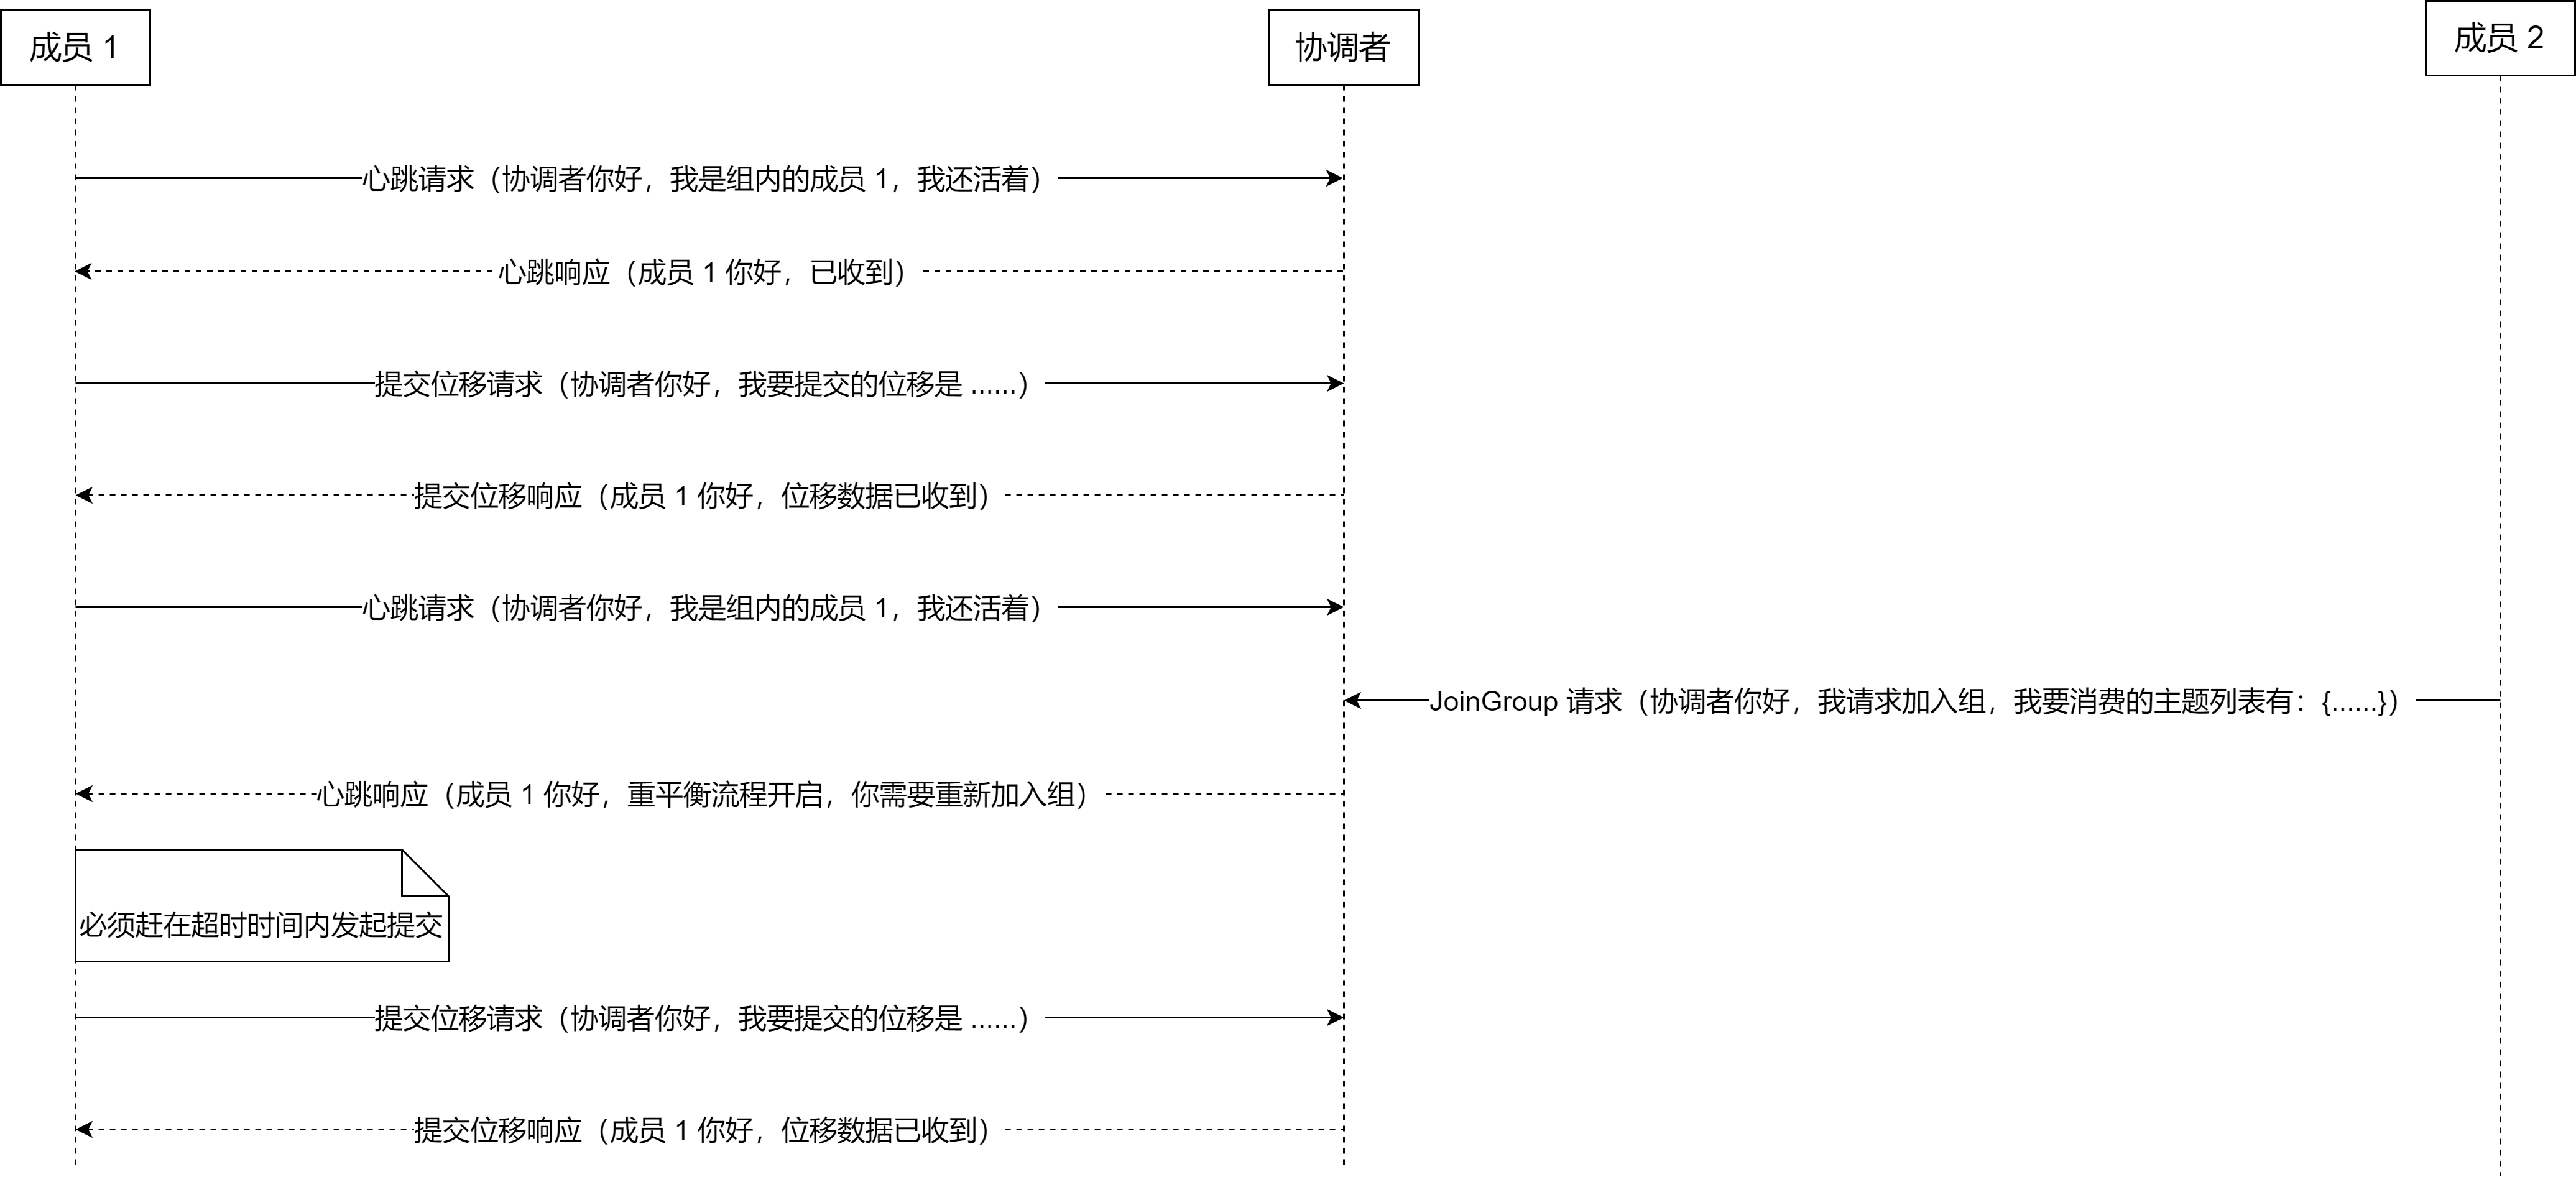 成员 1
协调者
成员 2
心跳请求（协调者你好，我是组内的成员 1，我还活着）
心跳响应（成员 1 你好，已收到）
提交位移请求（协调者你好，我要提交的位移是 ......）
提交位移响应（成员 1 你好，位移数据已收到）
心跳请求（协调者你好，我是组内的成员 1，我还活着）
JoinGroup 请求（协调者你好，我请求加入组，我要消费的主题列表有：{......}）
心跳响应（成员 1 你好，重平衡流程开启，你需要重新加入组）
必须赶在超时时间内发起提交
提交位移请求（协调者你好，我要提交的位移是 ......）
提交位移响应（成员 1 你好，位移数据已收到）